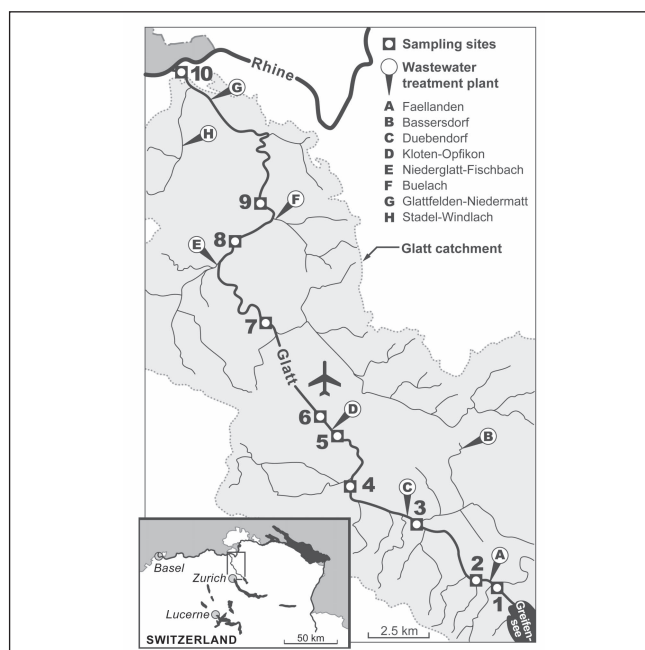 Sampling sites
Wastewater
treatment plant
A Faellanden
B Bassersdorf
C Duebendorf
D Kloten-Opfikon
E Niederglatt-Fischbach
F Buelach
G Glattfelden-Niedermatt
H Stadel-Windlach
Glatt catchment
Rhine
10
G
H
9
F
8
E
7
Glatt
6
D
5
B
4
C
3
2
A
1
Greifen-
see
2.5 km
Basel
Zurich
Lucerne
SWITZERLAND
50 km